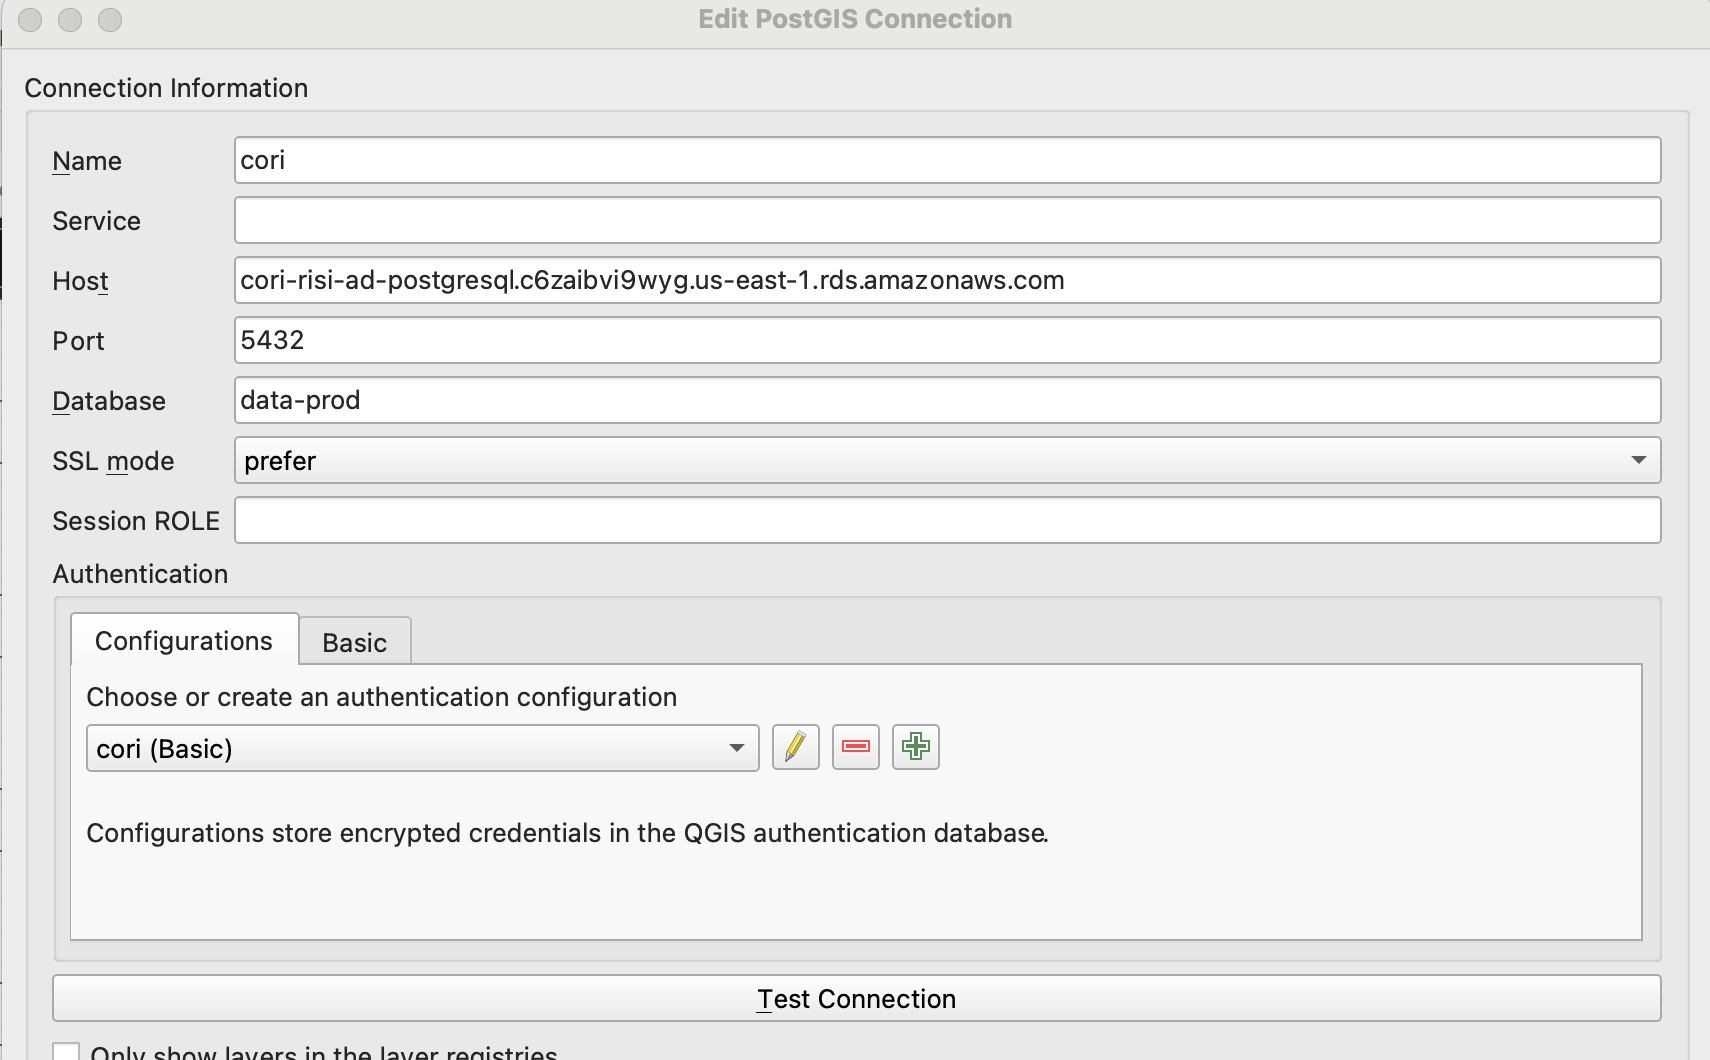 Edit PostGIS Connection
Connection Information
Name cori
Service
Host cori-risi-ad-postgresql.c6zaibvi9wyg.us-east-1.rds.amazonaws.com
Port 5432
Database data-prod
SSL mode prefer
Session ROLE
Authentication
Configurations Basic
Choose or create an authentication configuration
cori (Basic)
Configurations store encrypted credentials in the QGIS authentication database.
Test Connection
Only show layers in the layer registries